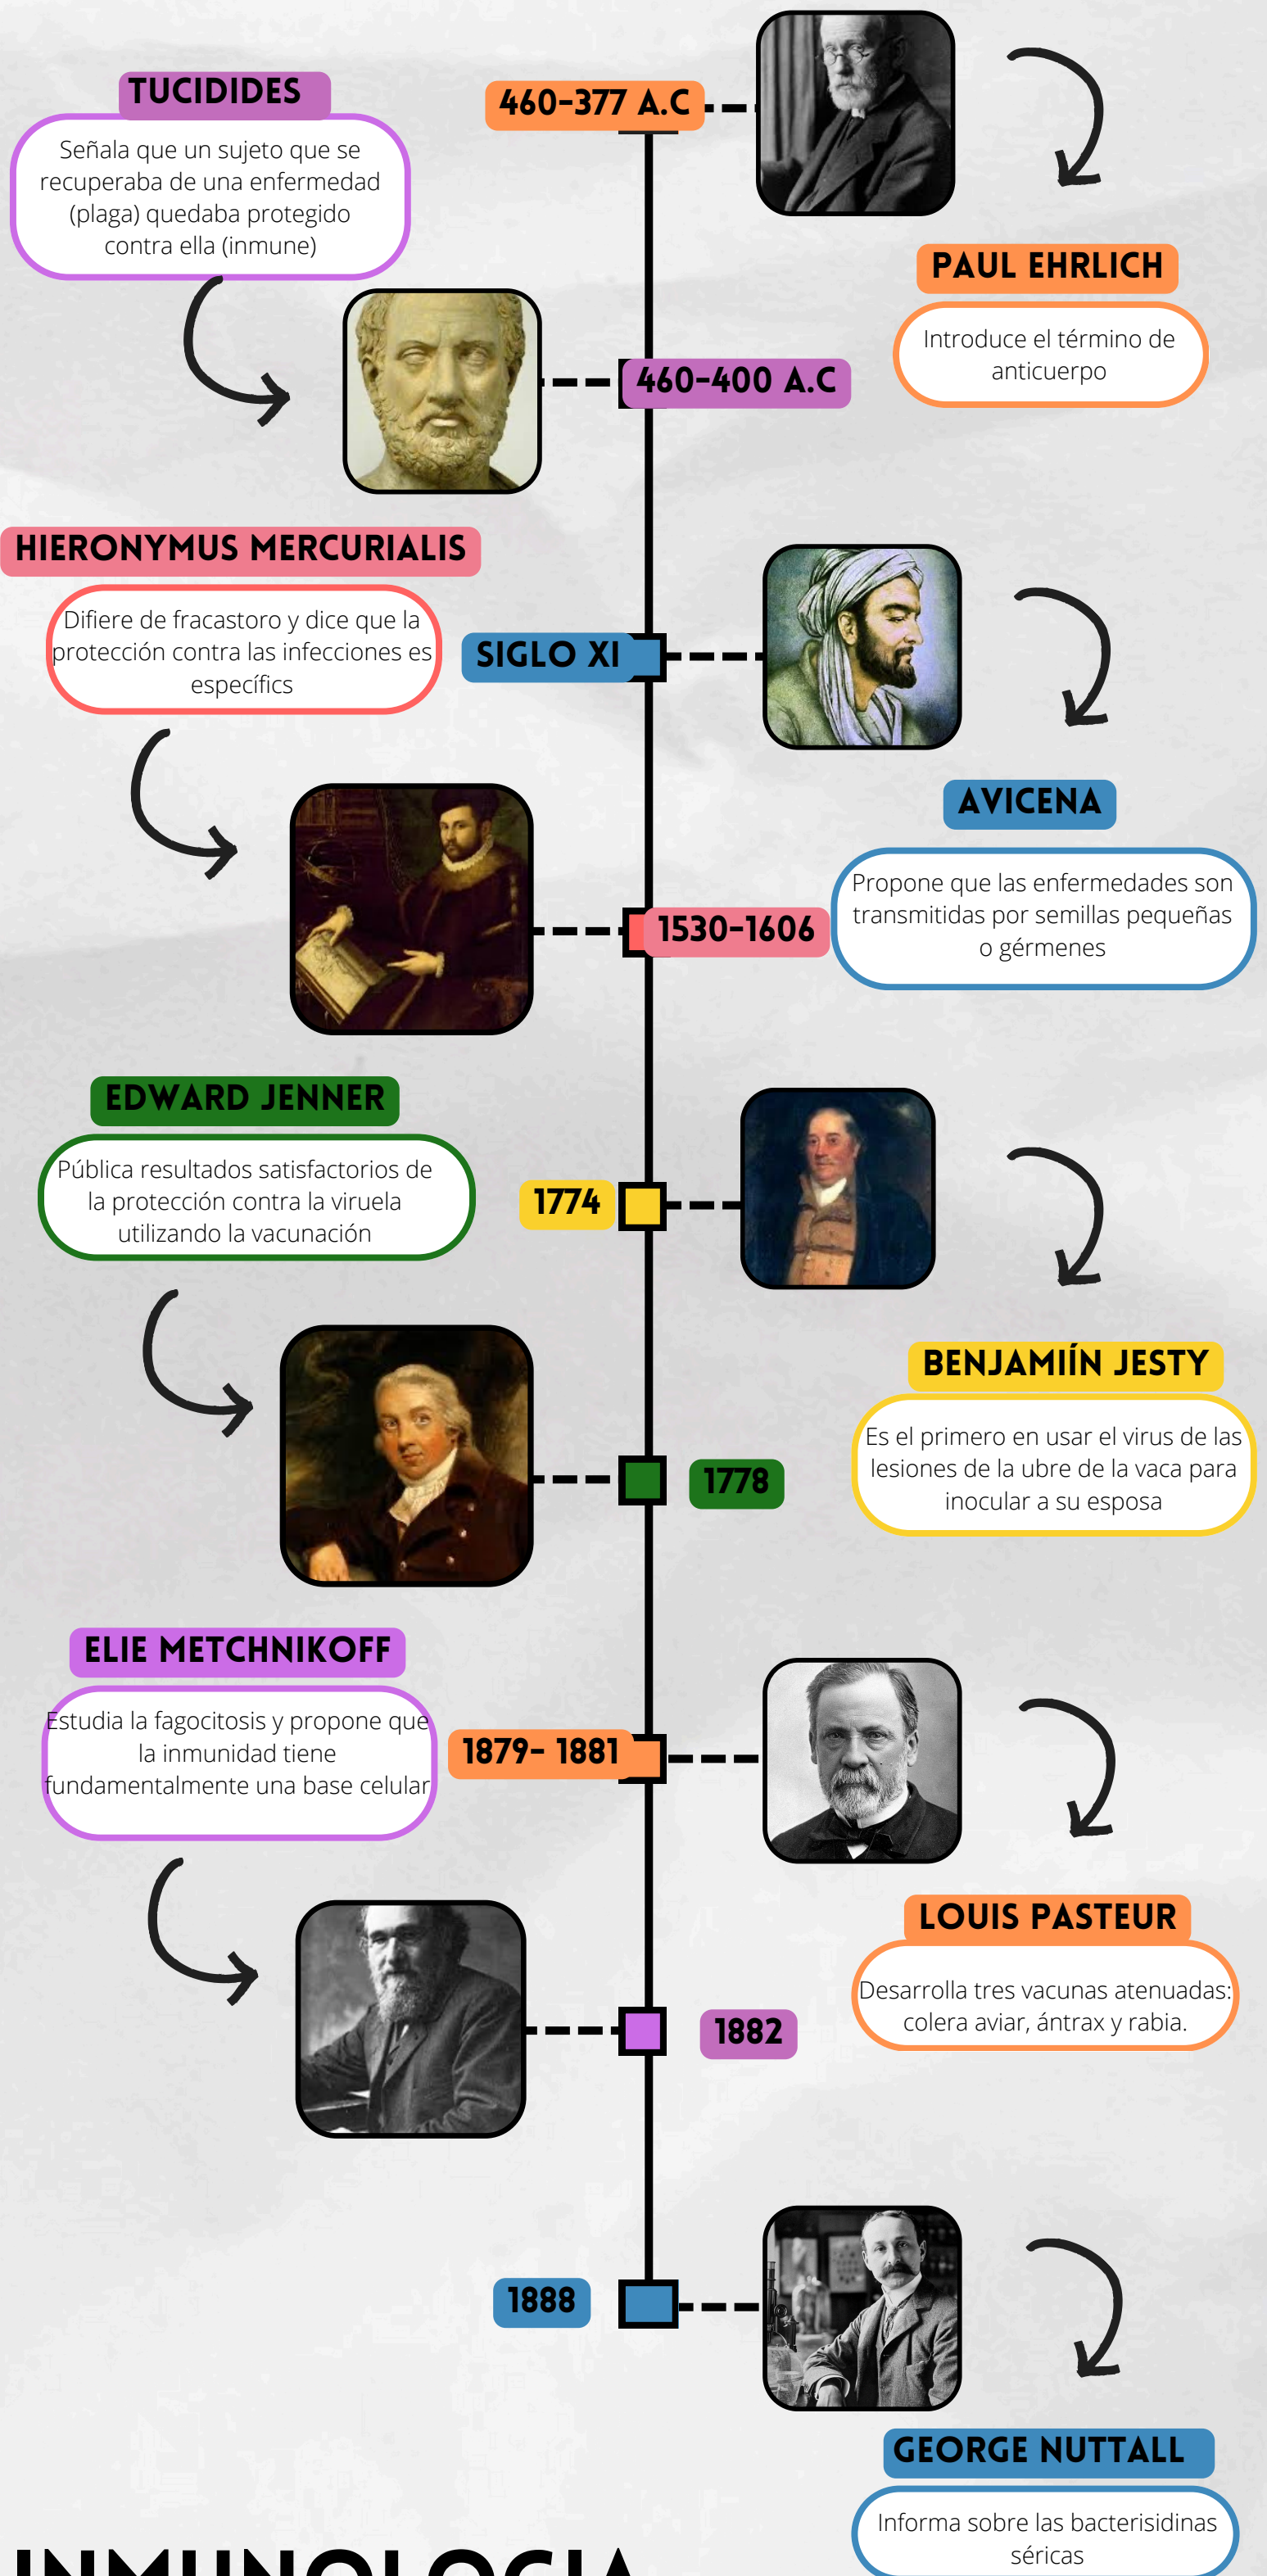 TUCIDIDES
Señala que un sujeto que se
recuperaba de una enfermedad
(plaga) quedaba protegido
contra ella (inmune)
460-377 A.C
PAUL EHRLICH
Introduce el término de
anticuerpo
460-400 A.C
HIERONYMUS MERCURIALIS
Difiere de fracastoro y dice que la
protección contra las infecciones es
específics
SIGLO XI
AVICENA
Propone que las enfermedades son
transmitidas por semillas pequeñas
o gérmenes
1530-1606
EDWARD JENNER
Pública resultados satisfactorios de
la protección contra la viruela
utilizando la vacunación
1774
BENJAMIÍN JESTY
Es el primero en usar el virus de las
lesiones de la ubre de la vaca para
inocular a su esposa
1778
ELIE METCHNIKOFF
Estudia la fagocitosis y propone que
la inmunidad tiene
fundamentalmente una base celular
1879- 1881
LOUIS PASTEUR
Desarrolla tres vacunas atenuadas:
colera aviar, ántrax y rabia.
1882
1888
GEORGE NUTTALL
Informa sobre las bacterisidinas
séricas
INMUNOLOGIA